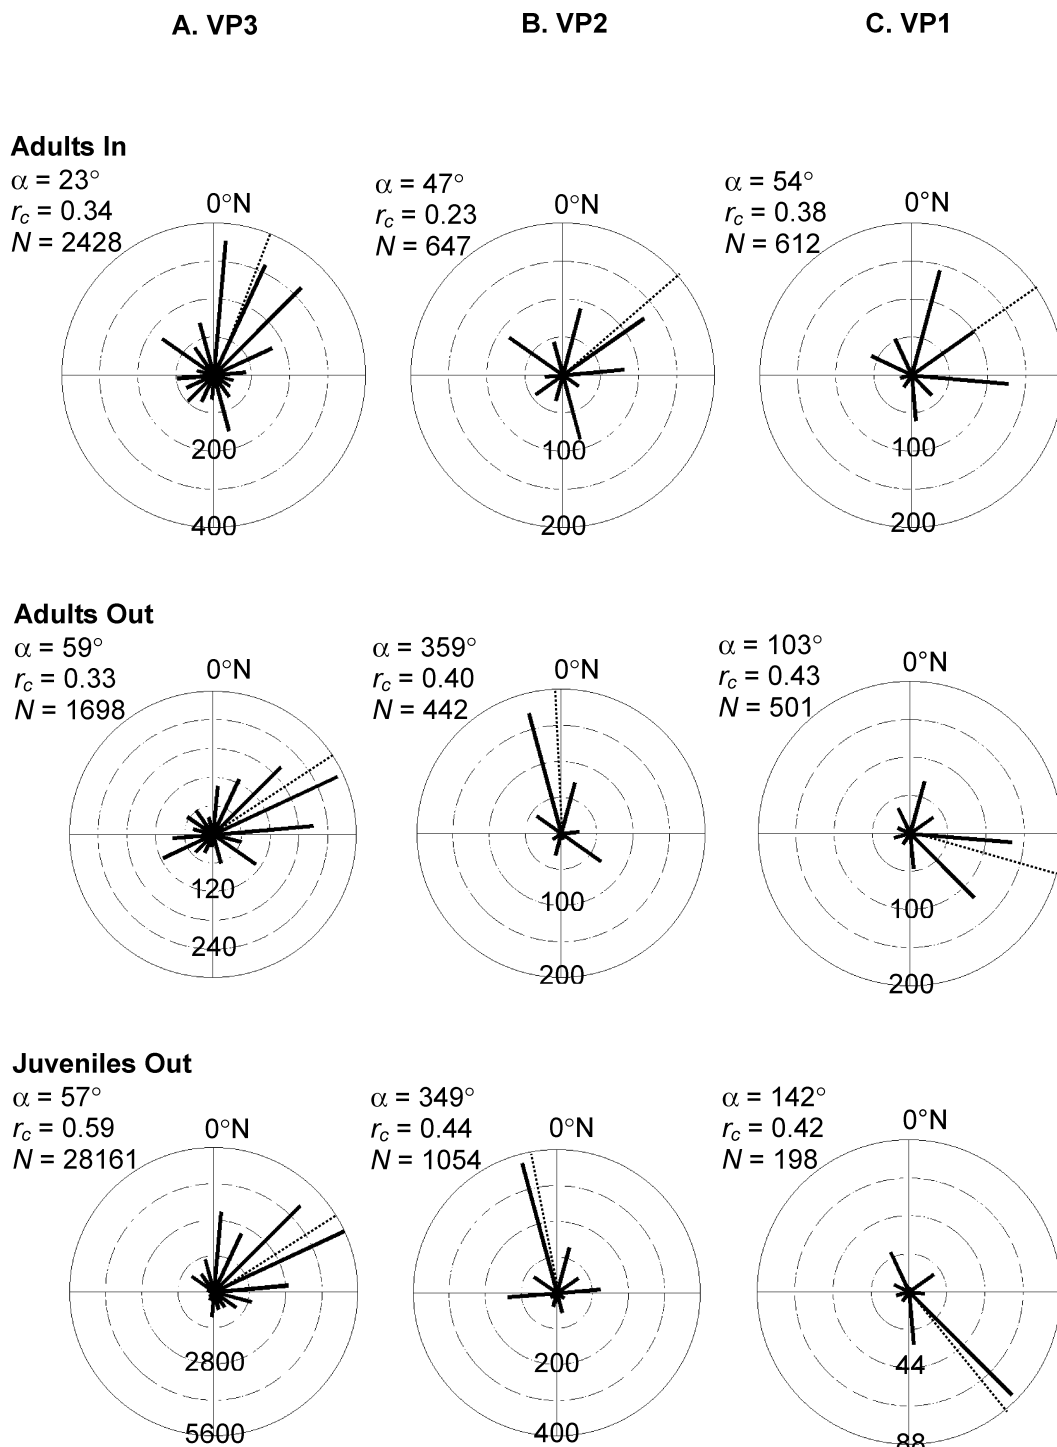 A. VP3
B. VP2
C. VP1
Adults In
α = 23°
r_c = 0.34
N = 2428
0°N
200
400
α = 47°
r_c = 0.23
N = 647
0°N
100
200
α = 54°
r_c = 0.38
N = 612
0°N
100
200
Adults Out
α = 59°
r_c = 0.33
N = 1698
0°N
120
240
α = 359°
r_c = 0.40
N = 442
0°N
100
200
α = 103°
r_c = 0.43
N = 501
0°N
100
200
Juveniles Out
α = 57°
r_c = 0.59
N = 28161
0°N
2800
5600
α = 349°
r_c = 0.44
N = 1054
0°N
200
400
α = 142°
r_c = 0.42
N = 198
0°N
44
88